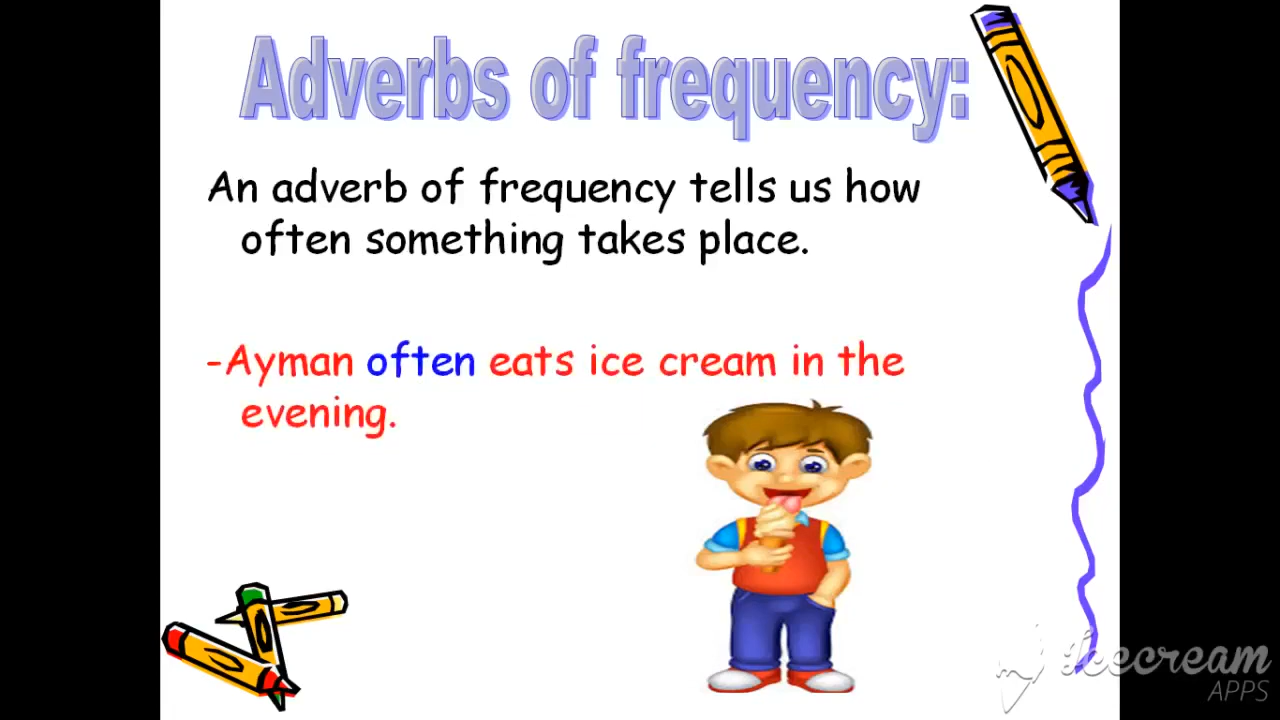 Adverbs of frequency:
An adverb of frequency tells us how
often something takes place.
-Ayman often eats ice cream in the
evening.
Icecream
APPS